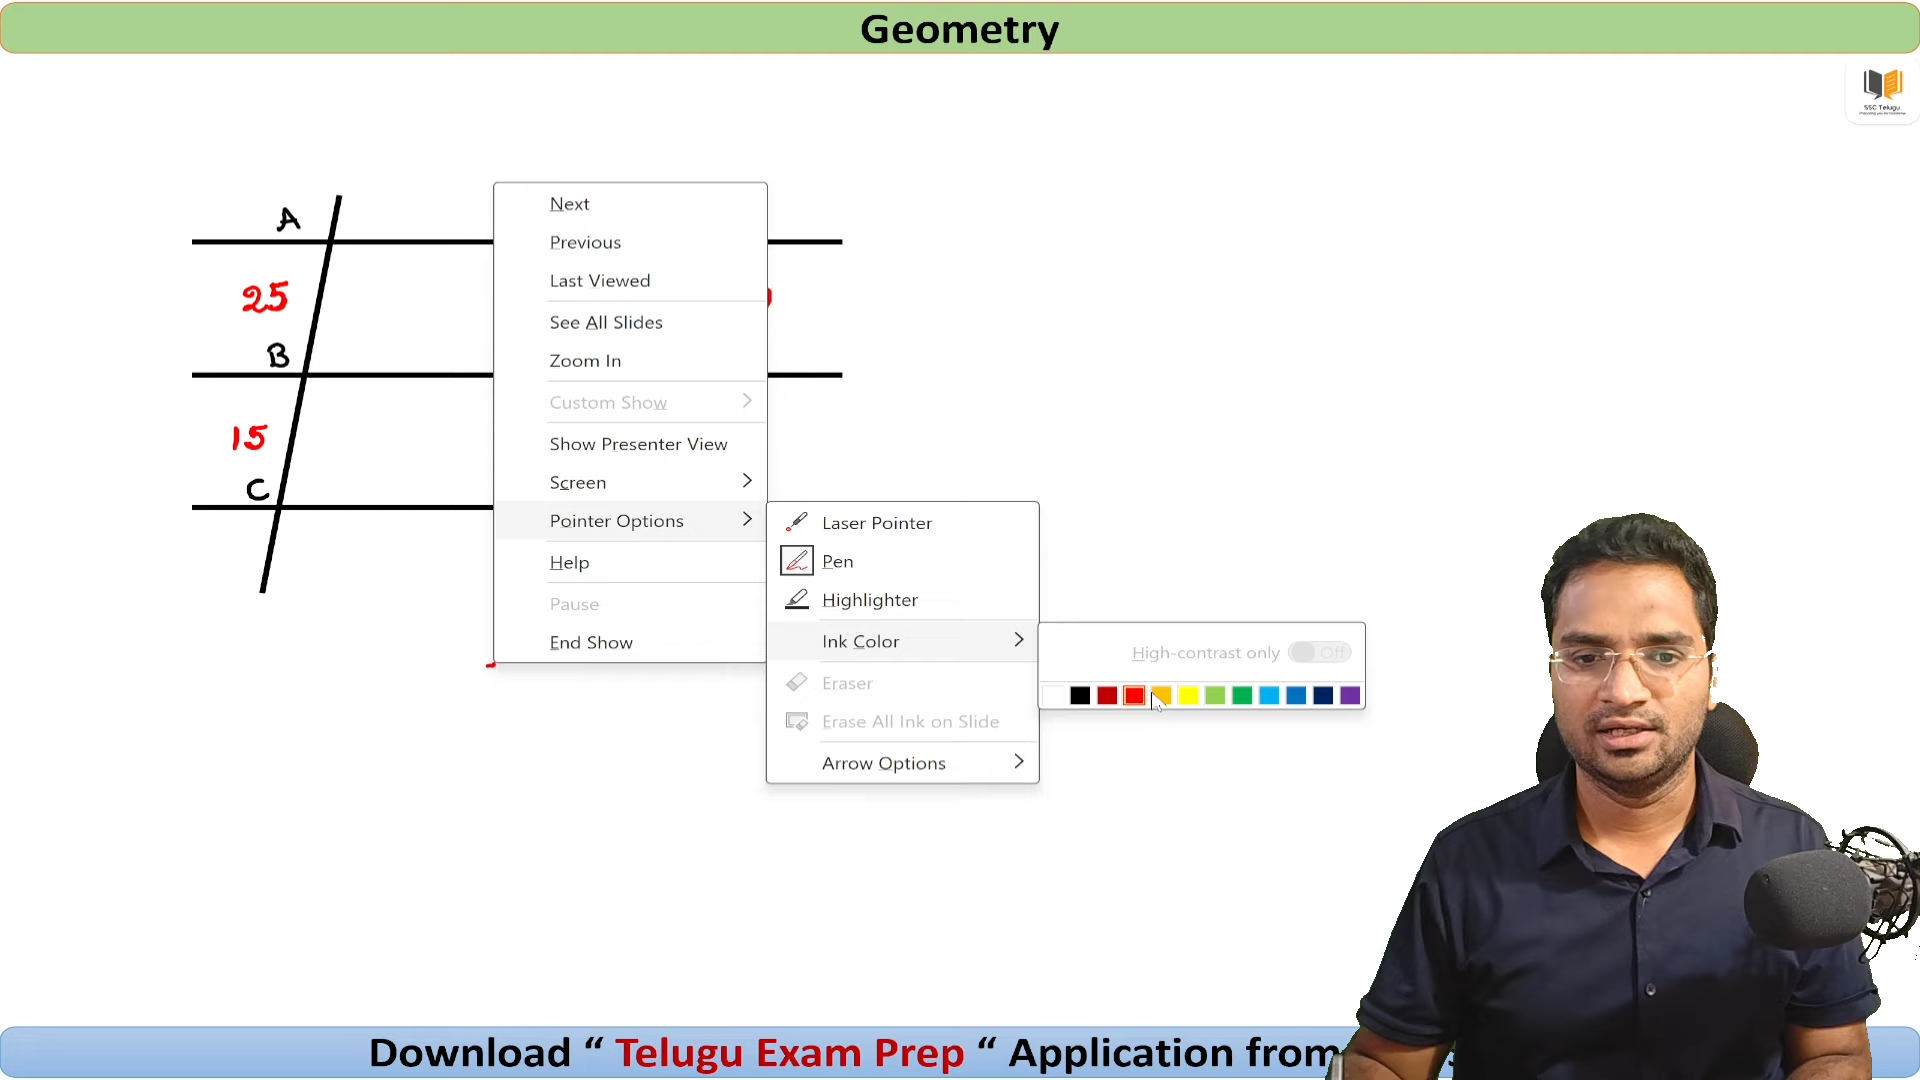 Geometry
SSC Telugu
A
25
B
15
C
Next
Previous
Last Viewed
See All Slides
Zoom In
Custom Show
Show Presenter View
Screen
Pointer Options
Help
Pause
End Show
Laser Pointer
Pen
Highlighter
Ink Color
Eraser
Erase All Ink on Slide
Arrow Options
High-contrast only Off
Download “ Telugu Exam Prep “ Application from